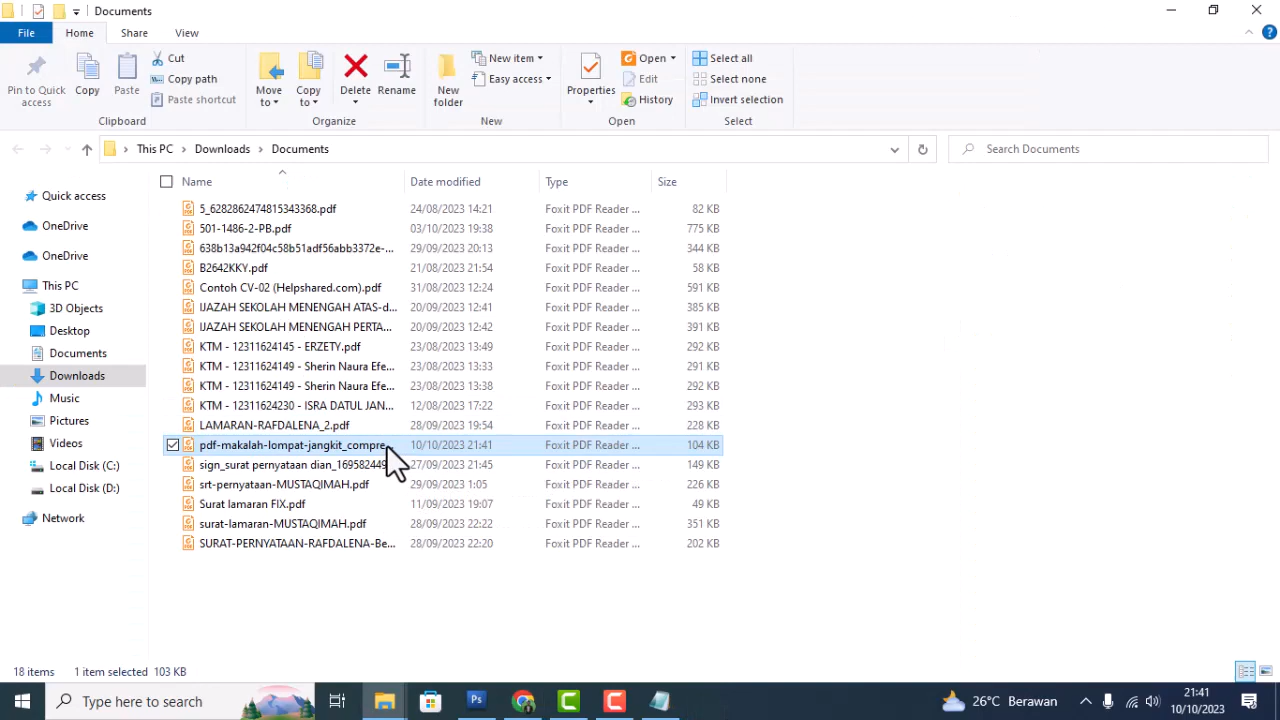 Documents
File Home Share View
Pin to Quick access
Copy
Paste
Cut
Copy path
Paste shortcut
Clipboard
Move to
Copy to
Delete
Rename
Organize
New folder
New item
Easy access
New
Properties
Open
Edit
History
Open
Select all
Select none
Invert selection
Select
This PC > Downloads > Documents
Search Documents
Quick access
OneDrive
OneDrive
This PC
3D Objects
Desktop
Documents
Downloads
Music
Pictures
Videos
Local Disk (C:)
Local Disk (D:)
Network
Name Date modified Type Size
5_6282862474815343368.pdf 24/08/2023 14:21 Foxit PDF Reader ... 82 KB
501-1486-2-PB.pdf 03/10/2023 19:38 Foxit PDF Reader ... 775 KB
638b13a942f04c58b51adf56abb3372e-... 29/09/2023 20:13 Foxit PDF Reader ... 344 KB
B2642KKY.pdf 21/08/2023 21:54 Foxit PDF Reader ... 58 KB
Contoh CV-02 (Helpshared.com).pdf 31/08/2023 12:24 Foxit PDF Reader ... 591 KB
IJAZAH SEKOLAH MENENGAH ATAS-d... 20/09/2023 12:41 Foxit PDF Reader ... 385 KB
IJAZAH SEKOLAH MENENGAH PERTA... 20/09/2023 12:42 Foxit PDF Reader ... 391 KB
KTM - 12311624145 - ERZETY.pdf 23/08/2023 13:49 Foxit PDF Reader ... 292 KB
KTM - 12311624149 - Sherin Naura Efe... 23/08/2023 13:33 Foxit PDF Reader ... 291 KB
KTM - 12311624149 - Sherin Naura Efe... 23/08/2023 13:38 Foxit PDF Reader ... 292 KB
KTM - 12311624230 - ISRA DATUL JAN... 12/08/2023 17:22 Foxit PDF Reader ... 293 KB
LAMARAN-RAFDALENA_2.pdf 28/09/2023 19:54 Foxit PDF Reader ... 228 KB
pdf-makalah-lompat-jangkit_compre... 10/10/2023 21:41 Foxit PDF Reader ... 104 KB
sign_surat pernyataan dian_169582449 27/09/2023 21:45 Foxit PDF Reader ... 149 KB
srt-pernyataan-MUSTAQIMAH.pdf 29/09/2023 1:05 Foxit PDF Reader ... 226 KB
Surat lamaran FIX.pdf 11/09/2023 19:07 Foxit PDF Reader ... 49 KB
surat-lamaran-MUSTAQIMAH.pdf 28/09/2023 22:22 Foxit PDF Reader ... 351 KB
SURAT-PERNYATAAN-RAFDALENA-Be... 28/09/2023 22:20 Foxit PDF Reader ... 202 KB
18 items 1 item selected 103 KB
Type here to search
Ps
26°C Berawan
21:41
10/10/2023